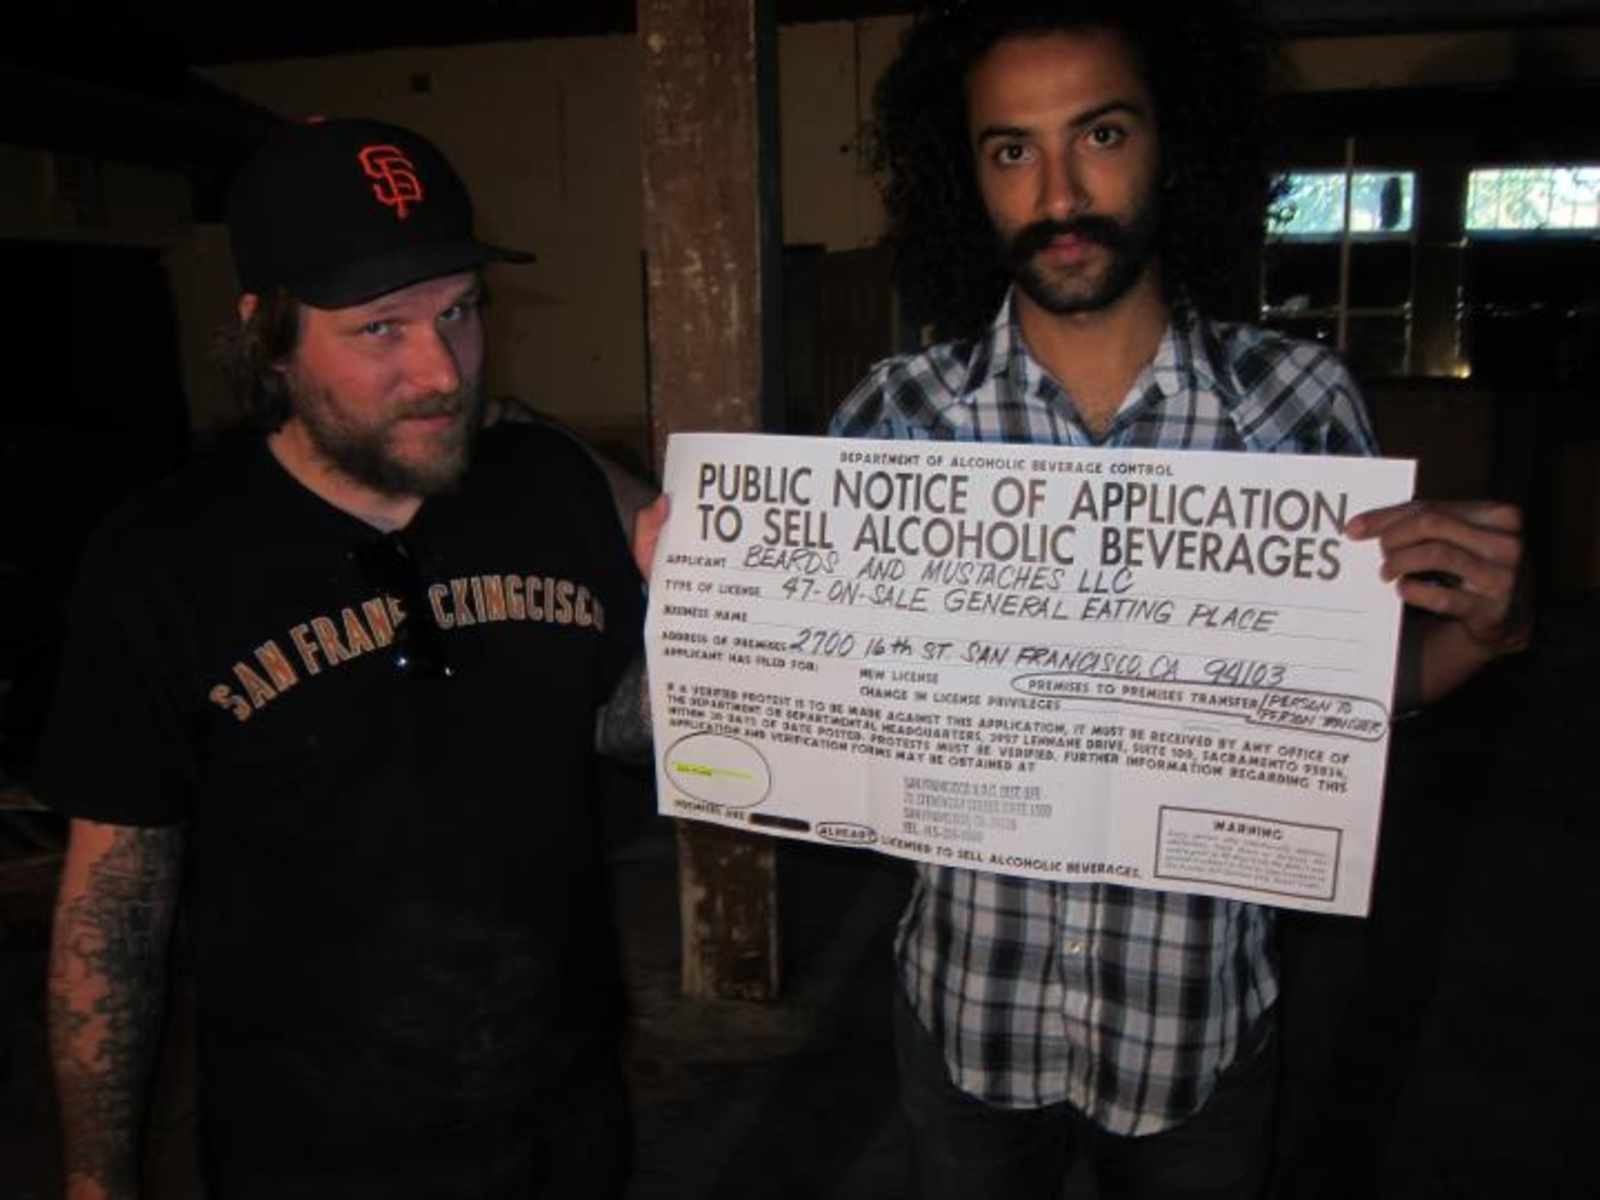 SF
SAN FRAN CKINGCISCO
DEPARTMENT OF ALCOHOLIC BEVERAGE CONTROL
PUBLIC NOTICE OF APPLICATION
TO SELL ALCOHOLIC BEVERAGES
APPLICANT BEARDS AND MUSTACHES LLC
TYPE OF LICENSE 47-ON-SALE GENERAL EATING PLACE
BUSINESS NAME
ADDRESS OF PREMISES 2700 16th ST SAN FRANCISCO, CA 94103
APPLICANT HAS FILED FOR:
NEW LICENSE
PREMISES TO PREMISES TRANSFER/PERSON TO PERSON TRANSFER
CHANGE IN LICENSE PRIVILEGES
IF A VERIFIED PROTEST IS TO BE MADE AGAINST THIS APPLICATION, IT MUST BE RECEIVED BY ANY OFFICE OF
THE DEPARTMENT OR DEPARTMENTAL HEADQUARTERS, 3927 LENNANE DRIVE, SUITE 100, SACRAMENTO 95834,
WITHIN 30 DAYS OF DATE POSTED. PROTESTS MUST BE VERIFIED. FURTHER INFORMATION REGARDING THIS
APPLICATION AND VERIFICATION FORMS MAY BE OBTAINED AT
PREMISES ARE ALREADY LICENSED TO SELL ALCOHOLIC BEVERAGES.
WARNING